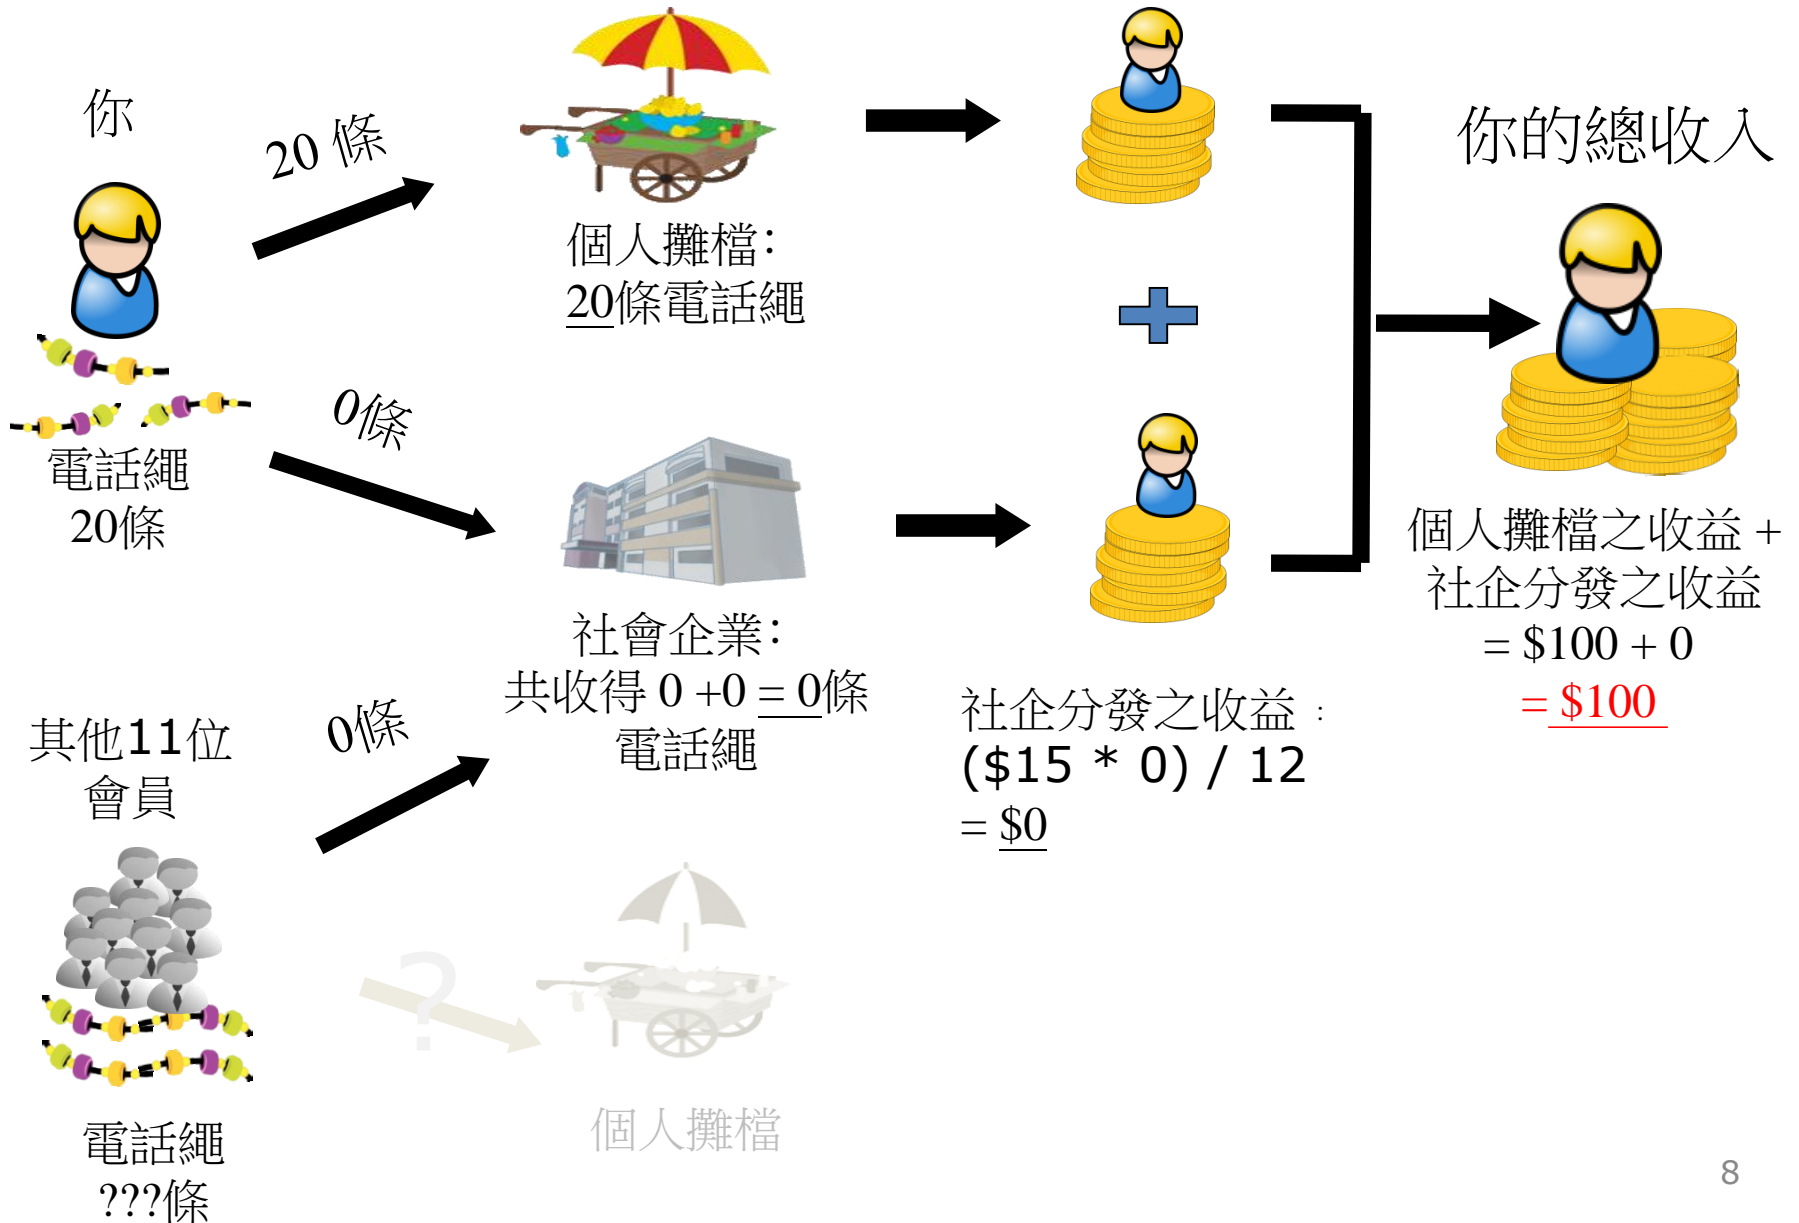 你
20 條
個人攤檔:
20條電話繩
電話繩
20條
0條
社會企業:
共收得 0 +0 = 0條
電話繩
其他11位
會員
0條
電話繩
???條
?
個人攤檔
社企分發之收益：
($15 * 0) / 12
= $0
你的總收入
個人攤檔之收益 +
社企分發之收益
= $100 + 0
= $100
8